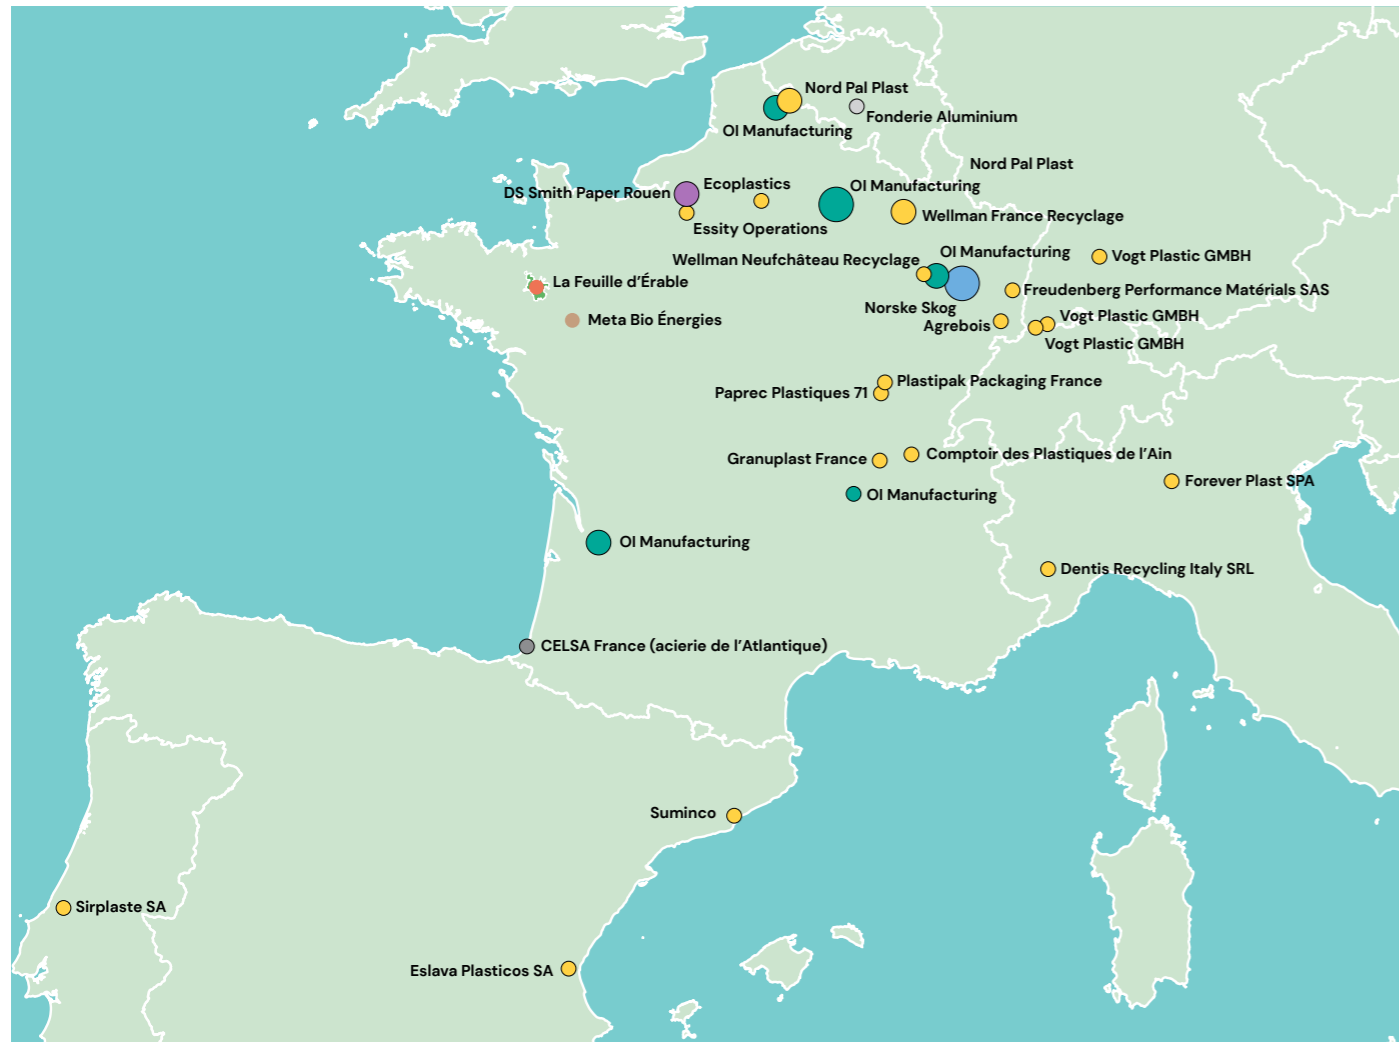 Nord Pal Plast
Fonderie Aluminium
OI Manufacturing
Nord Pal Plast
DS Smith Paper Rouen
Ecoplastics
OI Manufacturing
Essity Operations
Wellman France Recyclage
Wellman Neufchâteau Recyclage
OI Manufacturing
Vogt Plastic GMBH
La Feuille d’Érable
Freudenberg Performance Matérials SAS
Norske Skog
Meta Bio Énergies
Agrebois
Vogt Plastic GMBH
Vogt Plastic GMBH
Plastipak Packaging France
Paprec Plastiques 71
Granuplast France
Comptoir des Plastiques de l’Ain
Forever Plast SPA
OI Manufacturing
OI Manufacturing
Dentis Recycling Italy SRL
CELSA France (acierie de l’Atlantique)
Suminco
Sirplaste SA
Eslava Plasticos SA